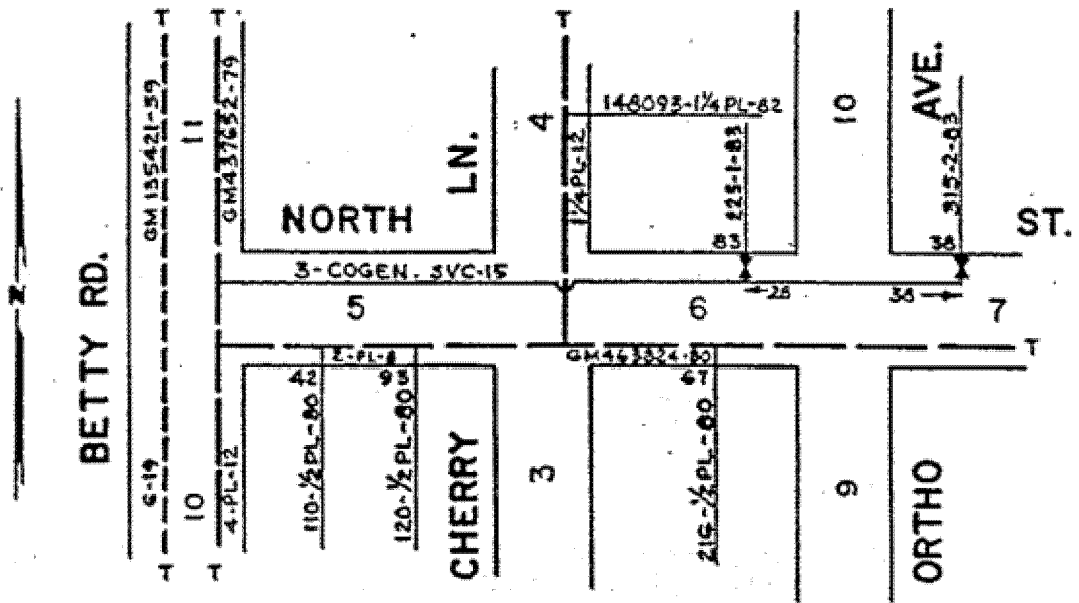 T T T
GM 135421-59
11
GM437652-79
LN.
4
148093-1¼PL-82
1¼PL-12
225-1-83
10
AVE.
315-2-83
NORTH
83
38
ST.
3-COGEN. SVC-15
N
BETTY RD.
5
6
28
38
7
2-PL-8
GM463824-80
T
42
93
67
110-½PL-80
120-½PL-80
6-19
10
4-PL-12
CHERRY
3
216-½PL-80
9
ORTHO
T T